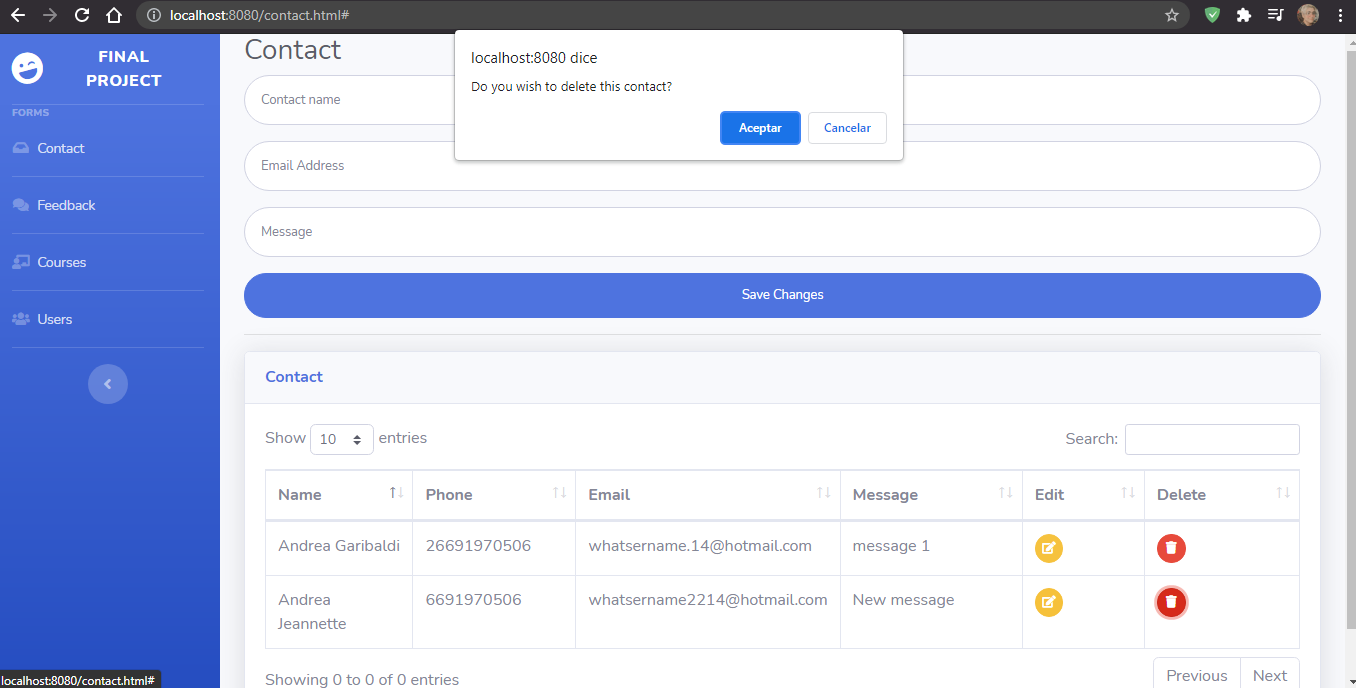 localhost:8080/contact.html#
FINAL
PROJECT
FORMS
Contact
Feedback
Courses
Users
Contact
localhost:8080 dice
Do you wish to delete this contact?
Aceptar Cancelar
Contact name
Email Address
Message
Save Changes
Contact
Show 10 entries Search:
Name Phone Email Message Edit Delete
Andrea Garibaldi 26691970506 whatsername.14@hotmail.com message 1
Andrea
Jeannette 6691970506 whatsername2214@hotmail.com New message
Showing 0 to 0 of 0 entries Previous Next
localhost:8080/contact.html#